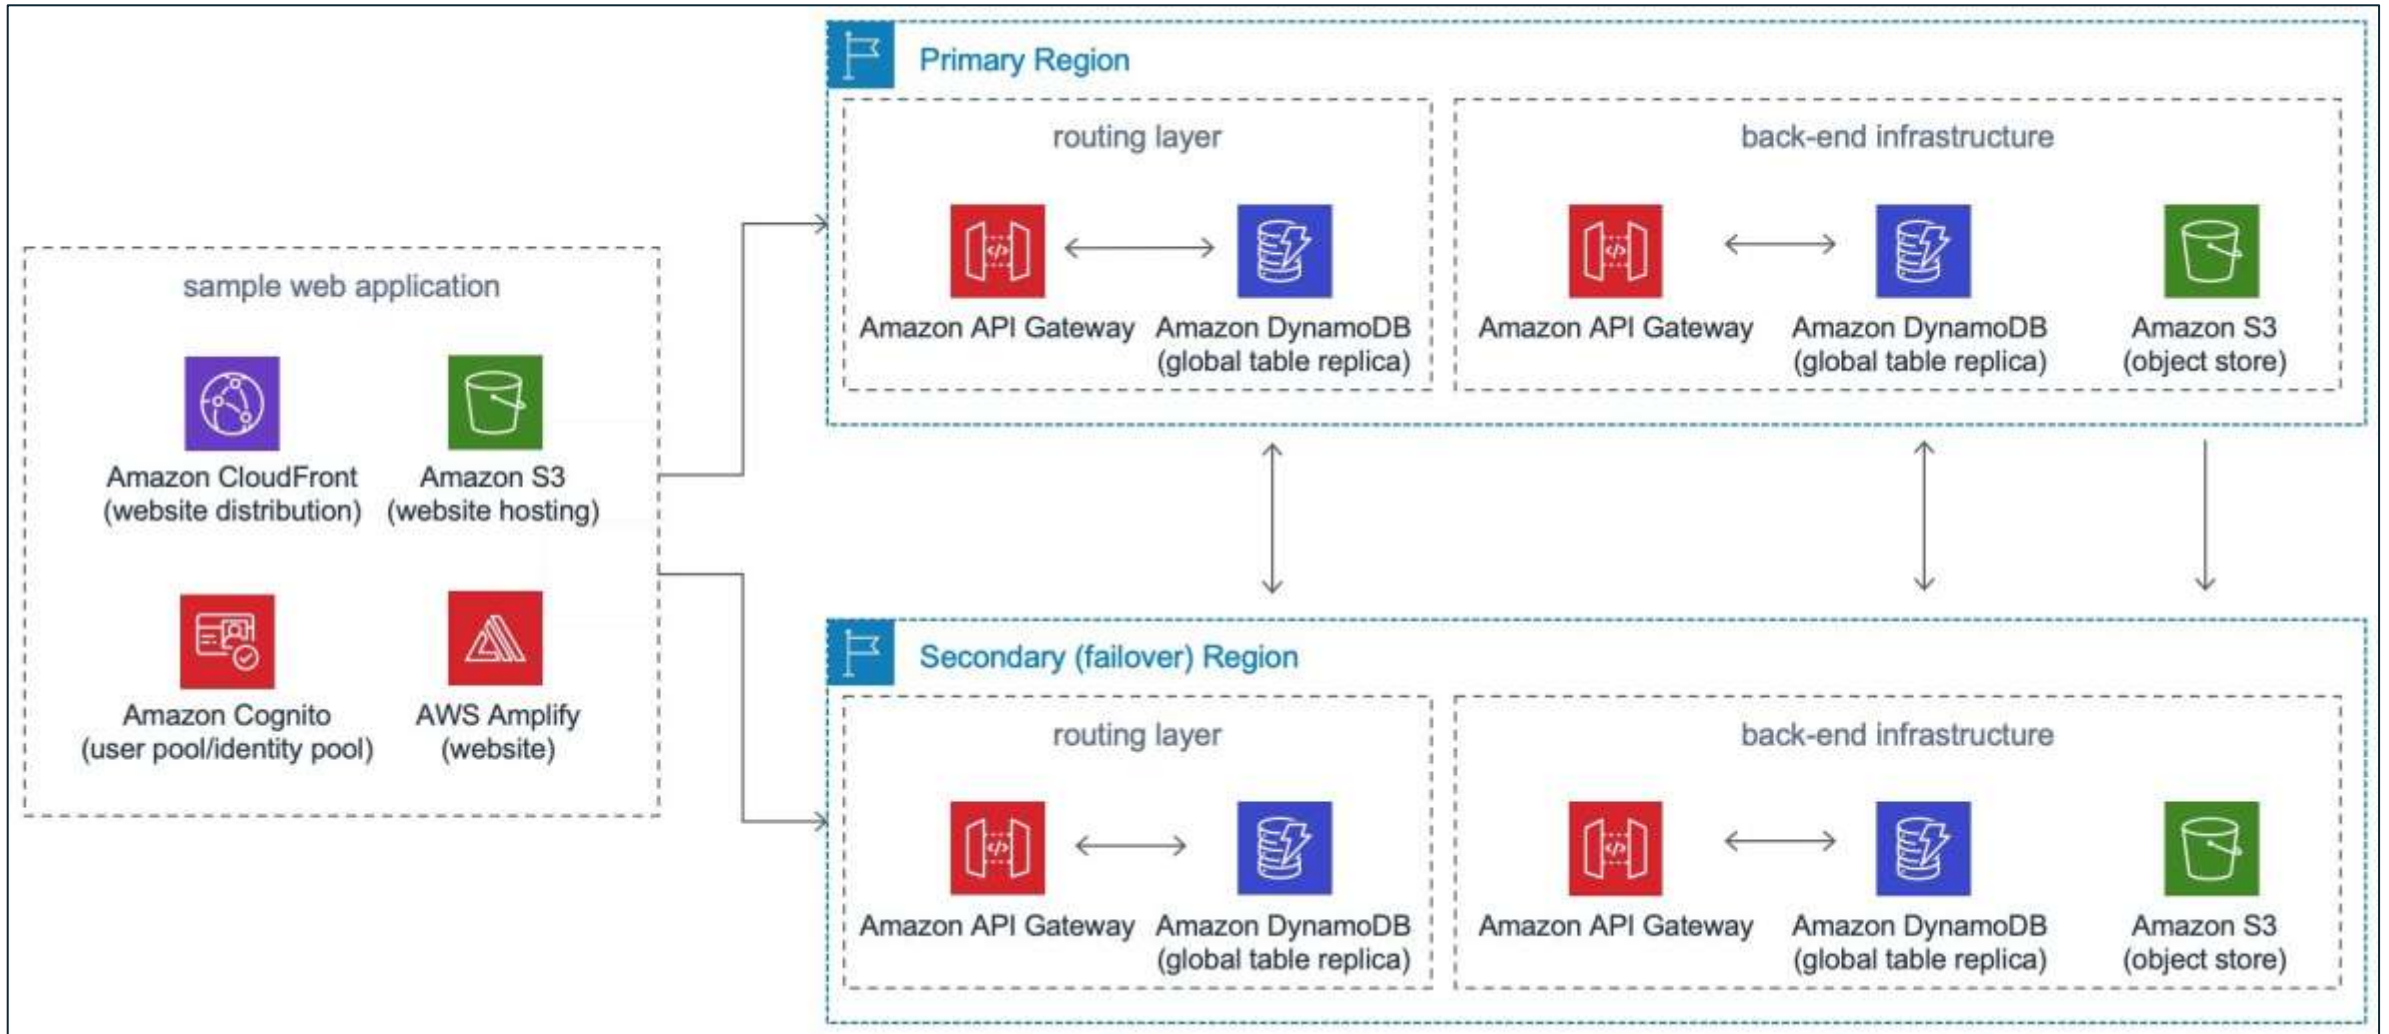 sample web application
Amazon CloudFront
(website distribution)
Amazon S3
(website hosting)
Amazon Cognito
(user pool/identity pool)
AWS Amplify
(website)
Primary Region
routing layer
Amazon API Gateway
Amazon DynamoDB
(global table replica)
back-end infrastructure
Amazon API Gateway
Amazon DynamoDB
(global table replica)
Amazon S3
(object store)
Secondary (failover) Region
routing layer
Amazon API Gateway
Amazon DynamoDB
(global table replica)
back-end infrastructure
Amazon API Gateway
Amazon DynamoDB
(global table replica)
Amazon S3
(object store)